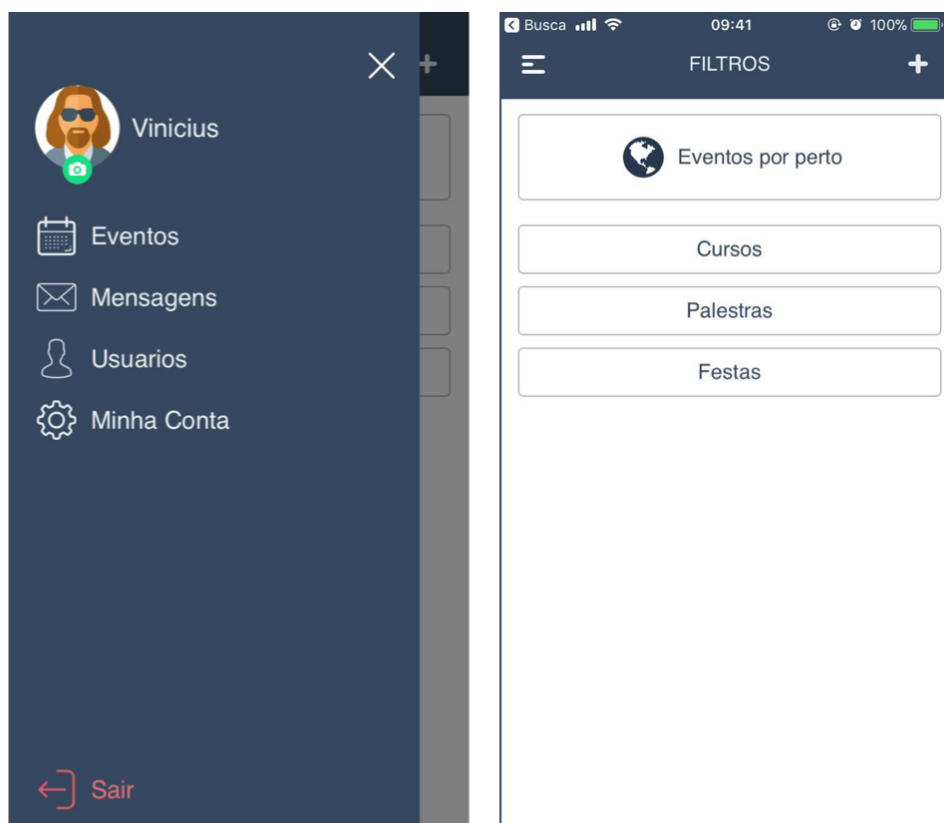 Vinicius
Eventos
Mensagens
Usuarios
Minha Conta
Sair
Busca 09:41 100%
FILTROS
Eventos por perto
Cursos
Palestras
Festas